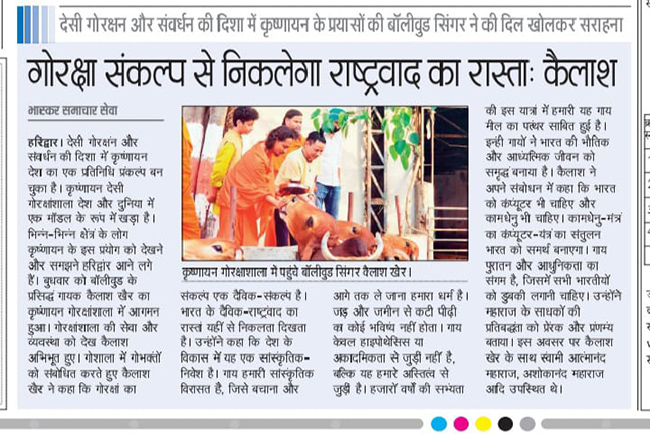 देसी गोरक्षन और संवर्धन की दिशा में कृष्णायन के प्रयासों की बॉलीवुड सिंगर ने की दिल खोलकर सराहना
गोरक्षा संकल्प से निकलेगा राष्ट्रवाद का रास्ताः कैलाश
भास्कर समाचार सेवा
हरिद्वार। देसी गोरक्षांन और
संवर्धन की दिशा में कृष्णायन
देश का एक प्रतिनिधि प्रकल्प बन
चुका है। कृष्णायन देसी
गोरक्षांशाला देश और दुनिया में
एक मॉडल के रूप में खड़ा है।
भिन्न-भिन्न क्षेत्र के लोग
कृष्णायन के इस प्रयोग को देखने
और समझने हरिद्वार आने लगे
हैं। बुधवार को बॉलीवुड के
प्रसिद्ध गायक कैलाश खैर का
कृष्णायन गोरक्षांशाला में आगमन
हुआ। गोरक्षांशाला की सेवा और
व्यवस्था को देख कैलाश
अभिभूत हुए। गोशाला में गोभक्तों
को संबोधित करते हुए कैलाश
खैर ने कहा कि गोरक्षां का
कृष्णायन गोरक्षाशाला में पहुंचे बॉलीवुड सिंगर कैलाश खेर।
संकल्प एक दैविक-संकल्प है।
भारत के दैविक-राष्ट्रवाद का
रास्तां यहीं से निकलता दिखता
है। उन्होंने कहा कि देश के
विकास में यह एक सांस्कृतिक-
निवेश है। गाय हमारी सांस्कृतिक
विरासत है, जिसे बचाना और
आगे तक ले जाना हमारा धर्म है।
जड़ और जमीन से कटी पीढ़ी
का कोई भविष्य नहीं होता। गाय
केवल हाइपोथेसिस या
अकादमिकता से जुड़ी नहीं है,
बल्कि यह हमारे अस्तित्व से
जुड़ी है। हजारों वर्षों की सभ्यता
की इस यात्रां में हमारी यह गाय
मील का पत्थर साबित हुई है।
इन्ही गायों ने भारत की भौतिक
और आध्यात्मिक जीवन को
समृद्ध बनाया है। कैलाश ने
अपने संबोधन में कहा कि भारत
को कंप्यूटर भी चाहिए और
कामधेनु भी चाहिए। कामधेनु-मंत्र
का कंप्यूटर-यंत्र का संतुलन
भारत को समर्थ बनाएगा। गाय
पुरातन और आधुनिकता का
संगम है, जिसमें सभी भारतीयों
को डुबकी लगानी चाहिए। उन्होंने
महाराज के साधकों की
प्रतिबद्धता को प्रेरक और प्रणम्य
बताया। इस अवसर पर कैलाश
खेर के साथ स्वामी आत्मानंद
महाराज, अशोकानंद महाराज
आदि उपस्थित थे।